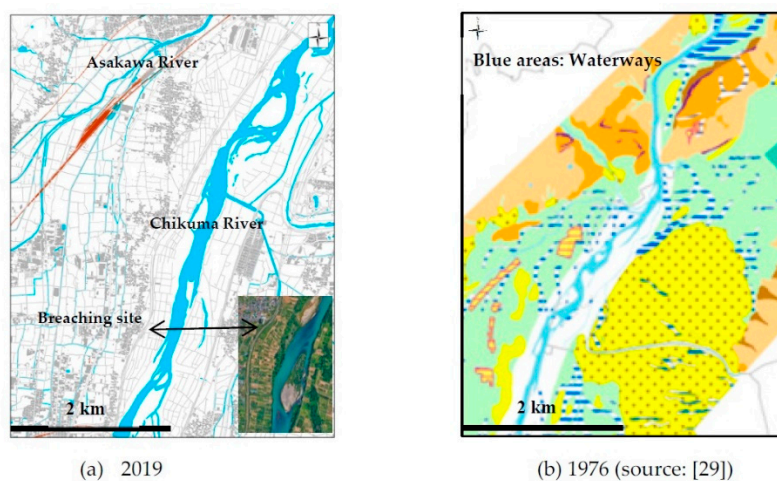 Asakawa River
Chikuma River
Breaching site
2 km
(a) 2019
Blue areas: Waterways
2 km
(b) 1976 (source: [29])